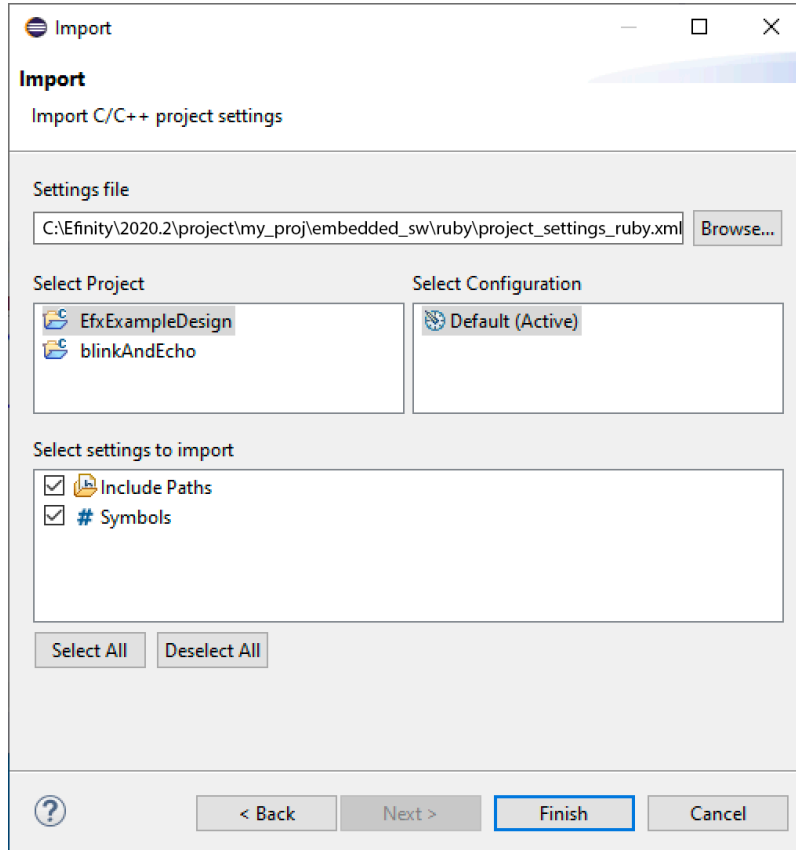 Import
Import
Import C/C++ project settings
Settings file
C:\Efinity\2020.2\project\my_proj\embedded_sw\ruby\project_settings_ruby.xml Browse...
Select Project Select Configuration
EfxExampleDesign Default (Active)
blinkAndEcho
Select settings to import
Include Paths
# Symbols
Select All Deselect All
? < Back Next > Finish Cancel